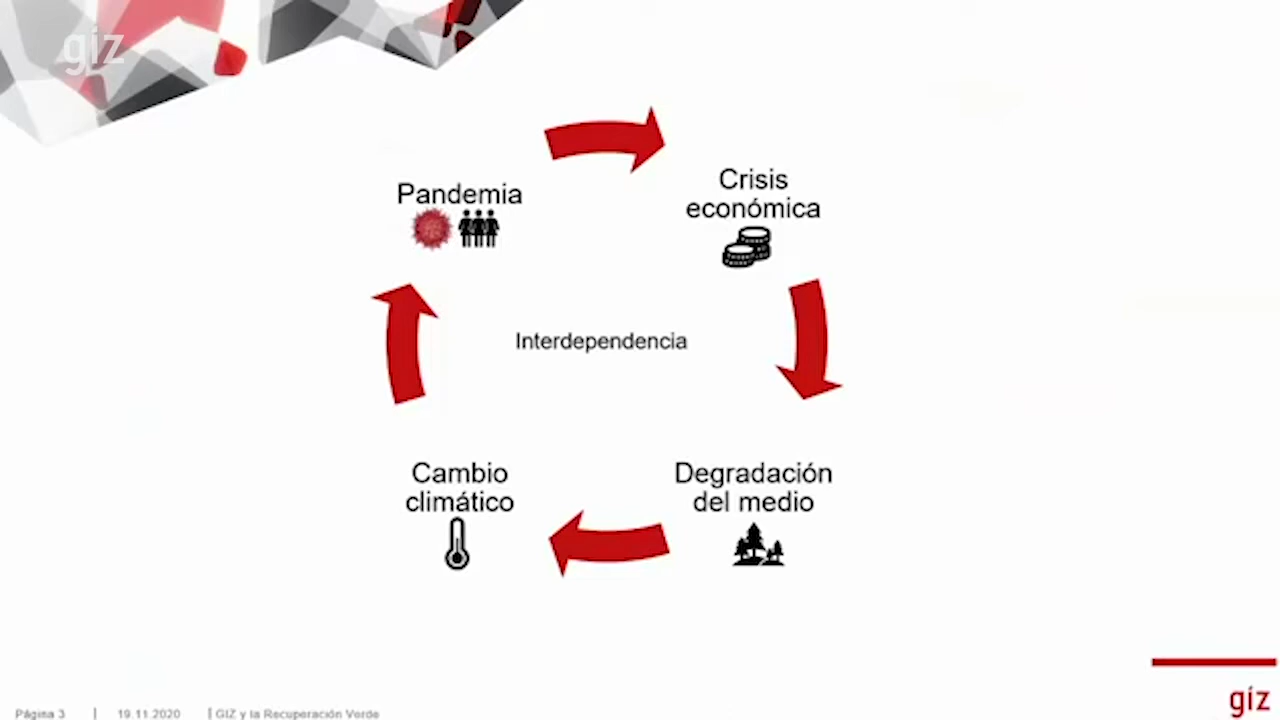 giz
Pandemia
Crisis
económica
Interdependencia
Cambio
climático
Degradación
del medio
giz
Página 3 | 19.11.2020 | GIZ y la Recuperación Verde